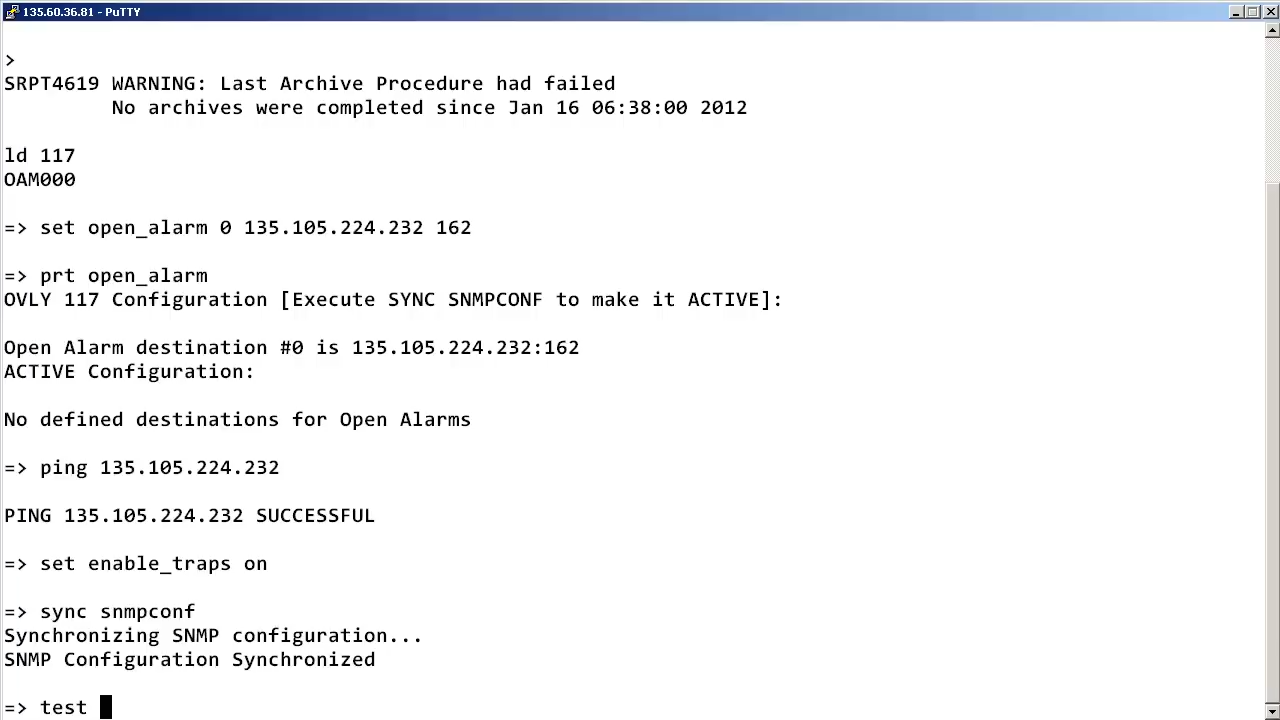 135.60.36.81 - PuTTY
>
SRPT4619 WARNING: Last Archive Procedure had failed
No archives were completed since Jan 16 06:38:00 2012
ld 117
OAM000
=> set open_alarm 0 135.105.224.232 162
=> prt open_alarm
OVLY 117 Configuration [Execute SYNC SNMPCONF to make it ACTIVE]:
Open Alarm destination #0 is 135.105.224.232:162
ACTIVE Configuration:
No defined destinations for Open Alarms
=> ping 135.105.224.232
PING 135.105.224.232 SUCCESSFUL
=> set enable_traps on
=> sync snmpconf
Synchronizing SNMP configuration...
SNMP Configuration Synchronized
=> test